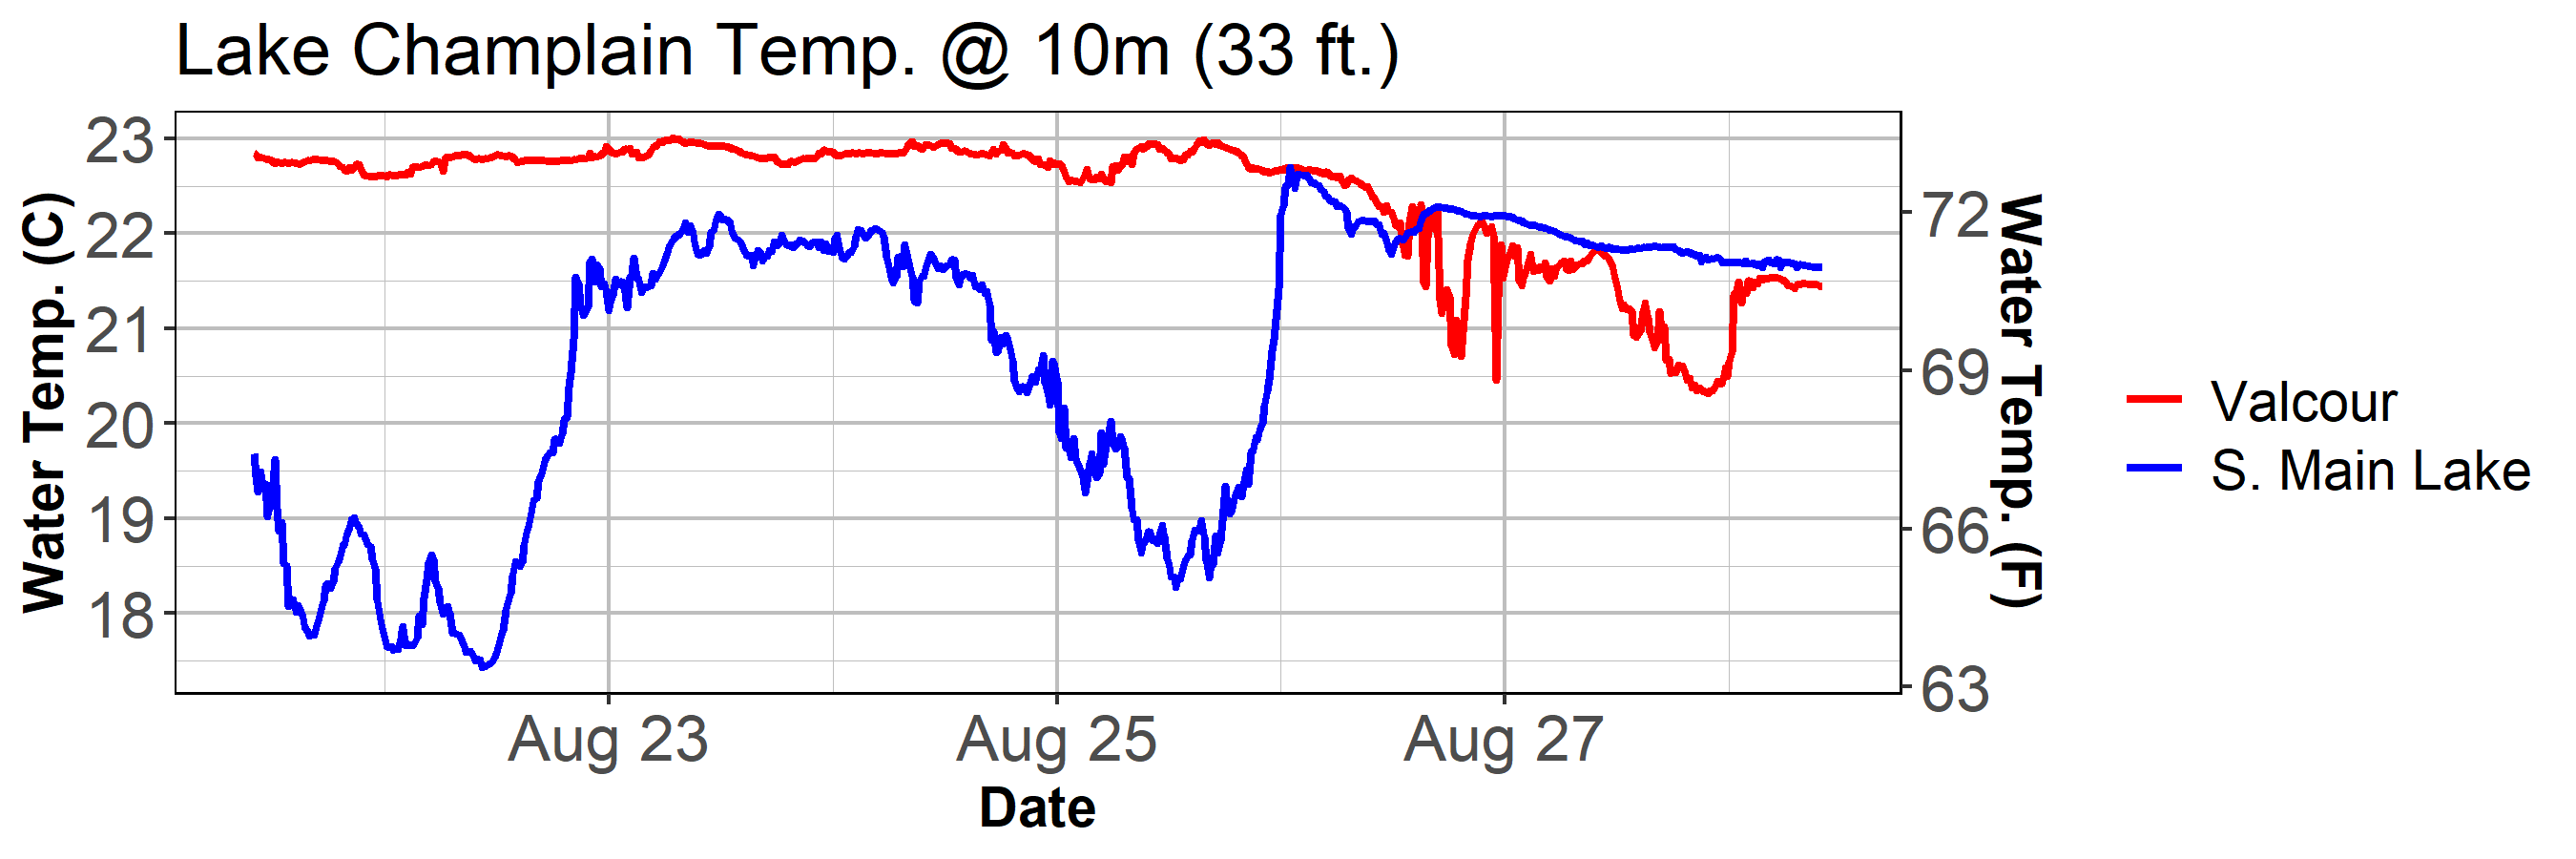 Lake Champlain Temp. @ 10m (33 ft.)
Water Temp. (C)
23
22
21
20
19
18
72
69
66
63
Water Temp. (F)
Aug 23
Aug 25
Aug 27
Date
Valcour
S. Main Lake